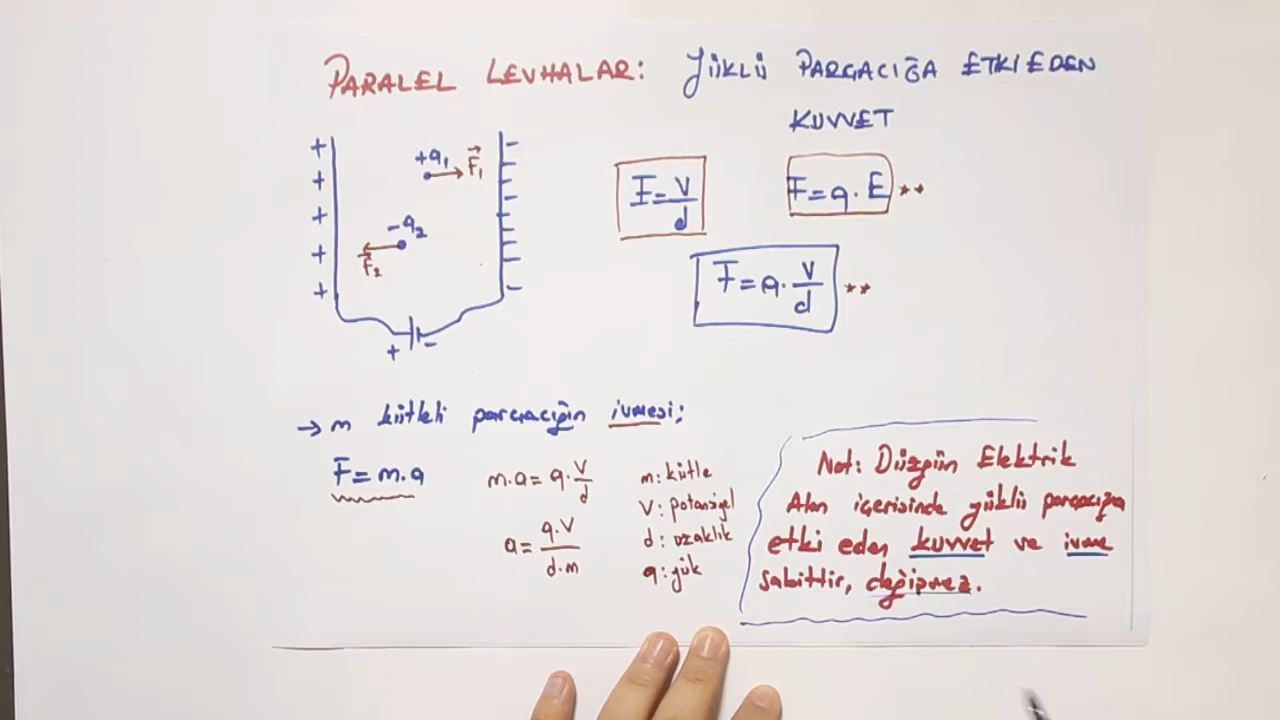 PARALEL LEVHALAR: YÜKLÜ PARÇACIĞA ETKİ EDEN
KUVVET
+ -
+q₁ F₁
+
+
-q₂
+ F₂
+ -
+ -
E = V/d
F = q . E **
F = q . V/d **
→ m kütleli parçacığın ivmesi;
F = m.a
m.a = q . V/d
a = q.V / d.m
m: kütle
V: potansiyel
d: uzaklık
q: yük
Not: Düzgün Elektrik
Alan içerisinde yüklü parçacığa
etki eden kuvvet ve ivme
sabittir, değişmez.